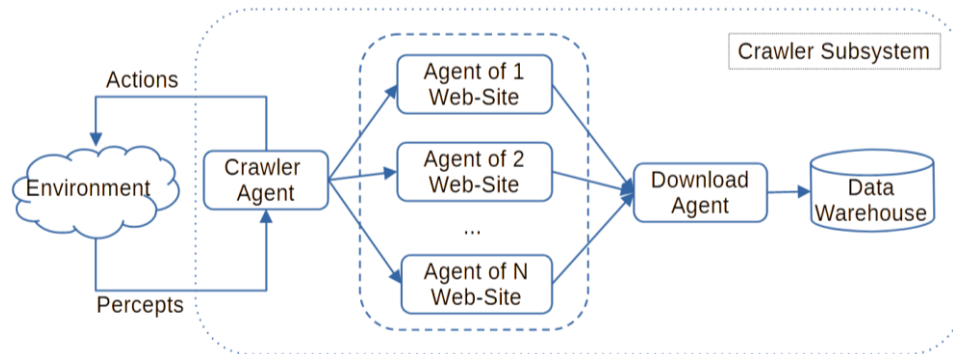 Crawler Subsystem
Actions
Environment
Percepts
Crawler
Agent
Agent of 1
Web-Site
Agent of 2
Web-Site
...
Agent of N
Web-Site
Download
Agent
Data
Warehouse